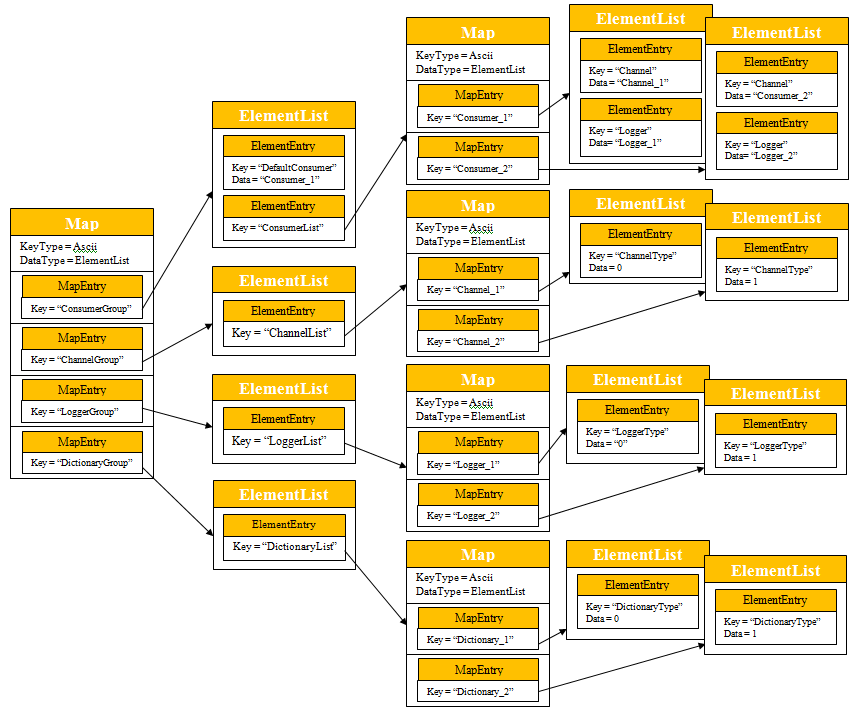 Map
KeyType = Ascii
DataType = ElementList
MapEntry
Key = “ConsumerGroup”
MapEntry
Key = “ChannelGroup”
MapEntry
Key = “LoggerGroup”
MapEntry
Key = “DictionaryGroup”
ElementList
ElementEntry
Key = “DefaultConsumer”
Data = “Consumer_1”
ElementEntry
Key = “ConsumerList”
ElementList
ElementEntry
Key = “ChannelList”
ElementList
ElementEntry
Key = “LoggerList”
ElementList
ElementEntry
Key = “DictionaryList”
Map
KeyType = Ascii
DataType = ElementList
MapEntry
Key = “Consumer_1”
MapEntry
Key = “Consumer_2”
ElementList
ElementEntry
Key = “Channel”
Data = “Channel_1”
ElementEntry
Key = “Logger”
Data= “Logger_1”
ElementList
ElementEntry
Key = “Channel”
Data = “Consumer_2”
ElementEntry
Key = “Logger”
Data= “Logger_2”
Map
KeyType = Ascii
DataType = ElementList
MapEntry
Key = “Channel_1”
MapEntry
Key = “Channel_2”
ElementList
ElementEntry
Key = “ChannelType”
Data = 0
ElementList
ElementEntry
Key = “ChannelType”
Data = 1
Map
KeyType = Ascii
DataType = ElementList
MapEntry
Key = “Logger_1”
MapEntry
Key = “Logger_2”
ElementList
ElementEntry
Key = “LoggerType”
Data = “0”
ElementList
ElementEntry
Key = “LoggerType”
Data = 1
Map
KeyType = Ascii
DataType = ElementList
MapEntry
Key = “Dictionary_1”
MapEntry
Key = “Dictionary_2”
ElementList
ElementEntry
Key = “DictionaryType”
Data = 0
ElementList
ElementEntry
Key = “DictionaryType”
Data = 1